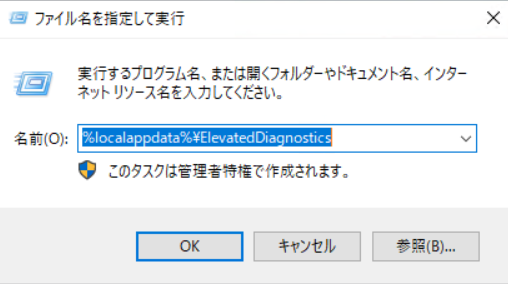 ファイル名を指定して実行
実行するプログラム名、または開くフォルダーやドキュメント名、インター
ネット リソース名を入力してください。
名前(O): %localappdata%¥ElevatedDiagnostics
このタスクは管理者特権で作成されます。
OK キャンセル 参照(B)...